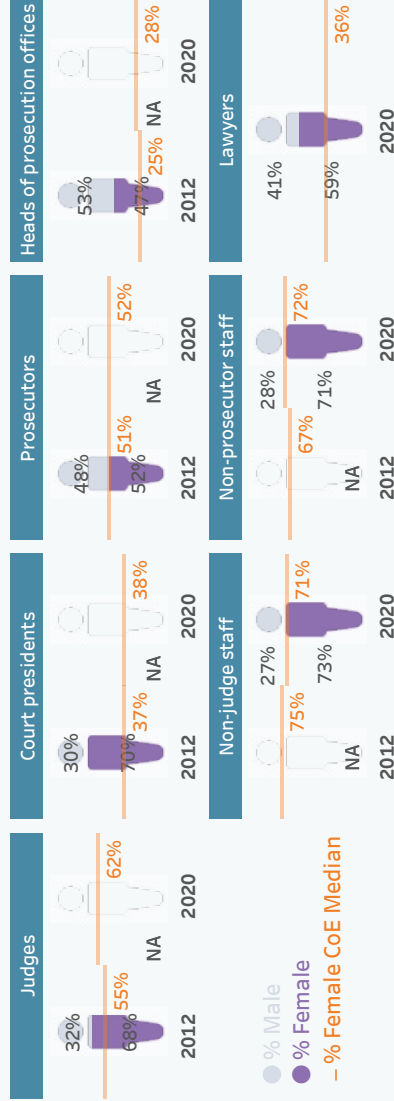 Judges
32%
68%
55%
2012
NA
62%
2020
Court presidents
30%
70%
37%
2012
NA
38%
2020
Prosecutors
48%
52%
51%
2012
NA
52%
2020
Heads of prosecution offices
53%
47%
25%
2012
NA
28%
2020
% Male
% Female
– % Female CoE Median
Non-judge staff
NA
75%
2012
27%
73%
71%
2020
Non-prosecutor staff
NA
67%
2012
28%
71%
72%
2020
Lawyers
41%
59%
36%
2020